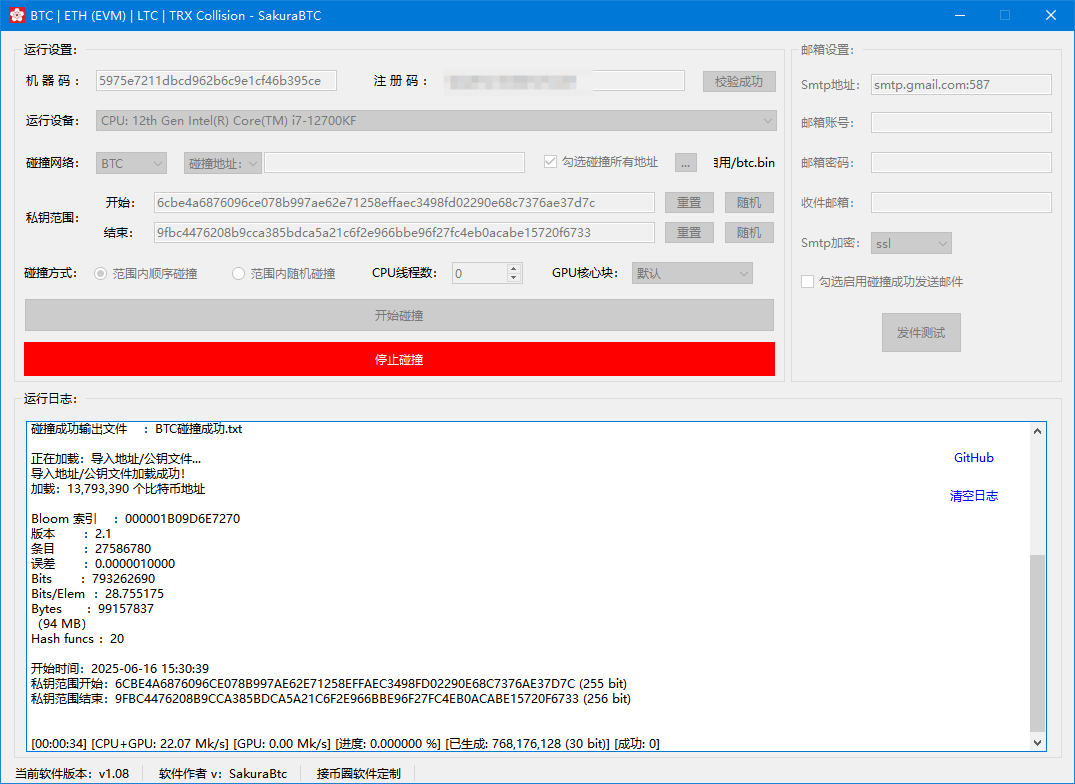 BTC | ETH (EVM) | LTC | TRX Collision - SakuraBTC
运行设置:
机 器 码 : 5975e7211dbcd962b6c9e1cf46b395ce 注 册 码 : 校验成功
运行设备: CPU: 12th Gen Intel(R) Core(TM) i7-12700KF
碰撞网络: BTC 碰撞地址: 勾选碰撞所有地址 ... 用/btc.bin
私钥范围:
开始: 6cbe4a6876096ce078b997ae62e71258effaec3498fd02290e68c7376ae37d7c 重置 随机
结束: 9fbc4476208b9cca385bdca5a21c6f2e966bbe96f27fc4eb0acabe15720f6733 重置 随机
碰撞方式: 范围内顺序碰撞 范围内随机碰撞 CPU线程数: 0 GPU核心块: 默认
开始碰撞
停止碰撞
邮箱设置:
Smtp地址: smtp.gmail.com:587
邮箱账号:
邮箱密码:
收件邮箱:
Smtp加密: ssl
勾选启用碰撞成功发送邮件
发件测试
运行日志:
碰撞成功输出文件 : BTC碰撞成功.txt
正在加载: 导入地址/公钥文件...
导入地址/公钥文件加载成功!
加载: 13,793,390 个比特币地址
Bloom 索引 : 000001B09D6E7270
版本 : 2.1
条目 : 27586780
误差 : 0.0000010000
Bits : 793262690
Bits/Elem : 28.755175
Bytes : 99157837
(94 MB)
Hash funcs : 20
开始时间: 2025-06-16 15:30:39
私钥范围开始: 6CBE4A6876096CE078B997AE62E71258EFFAEC3498FD02290E68C7376AE37D7C (255 bit)
私钥范围结束: 9FBC4476208B9CCA385BDCA5A21C6F2E966BBE96F27FC4EB0ACABE15720F6733 (256 bit)
[00:00:34] [CPU+GPU: 22.07 Mk/s] [GPU: 0.00 Mk/s] [进度: 0.000000 %] [已生成: 768,176,128 (30 bit)] [成功: 0]
GitHub
清空日志
当前软件版本: v1.08 软件作者 v: SakuraBtc 接币圈软件定制